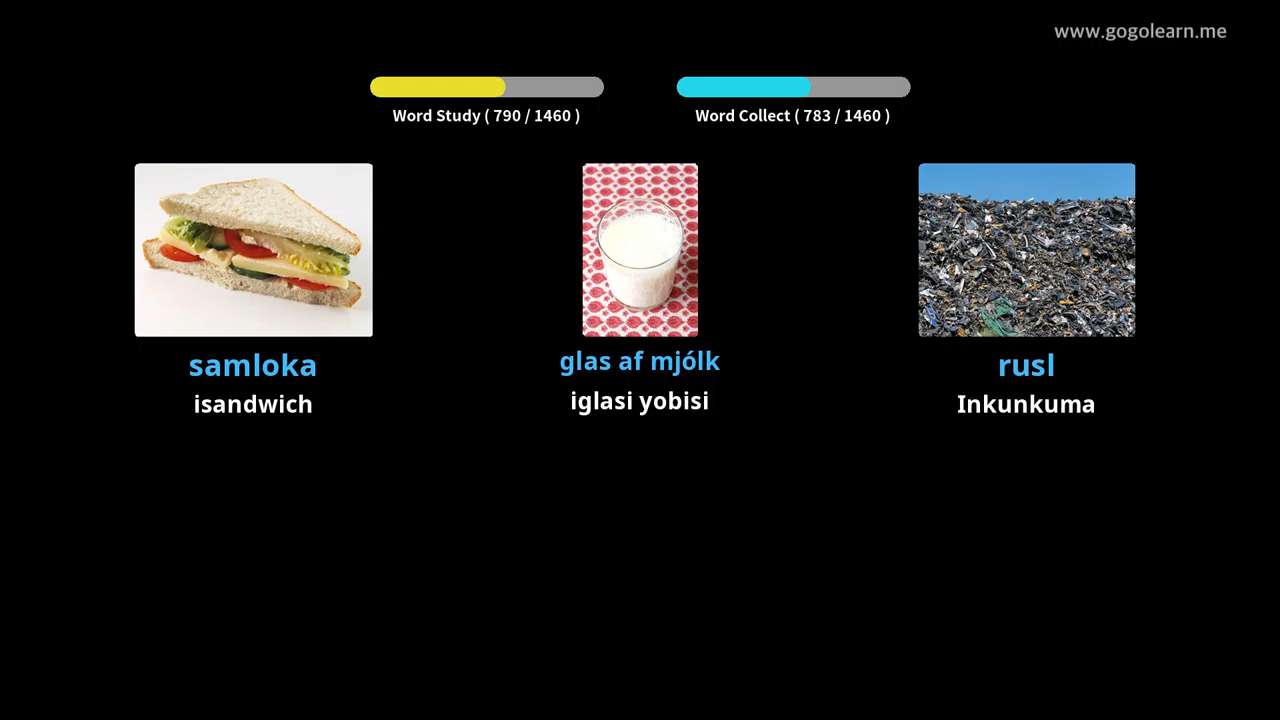 www.gogolearn.me
Word Study ( 790 / 1460 )
Word Collect ( 783 / 1460 )
samloka
isandwich
glas af mjólk
iglasi yobisi
rusl
Inkunkuma